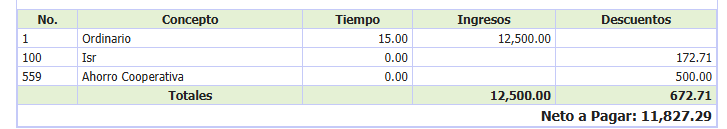 No. Concepto Tiempo Ingresos Descuentos
1 Ordinario 15.00 12,500.00
100 Isr 0.00 172.71
559 Ahorro Cooperativa 0.00 500.00
Totales 12,500.00 672.71
Neto a Pagar: 11,827.29